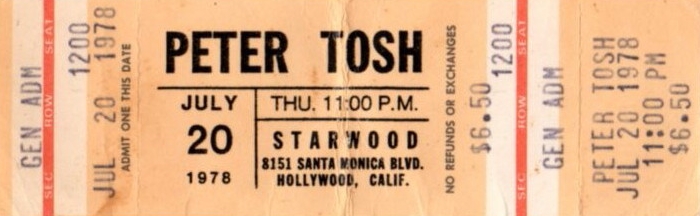 GEN ADM
SEC ROW SEAT
1200
JUL 20 1978
ADMIT ONE THIS DATE
PETER TOSH
JULY
20
1978
THU. 11:00 P.M.
STARWOOD
8151 SANTA MONICA BLVD.
HOLLYWOOD, CALIF.
NO REFUNDS OR EXCHANGES
$6.50 1200
SEC ROW SEAT
GEN ADM
PETER TOSH
JUL 20 1978
11:00 PM
$6.50